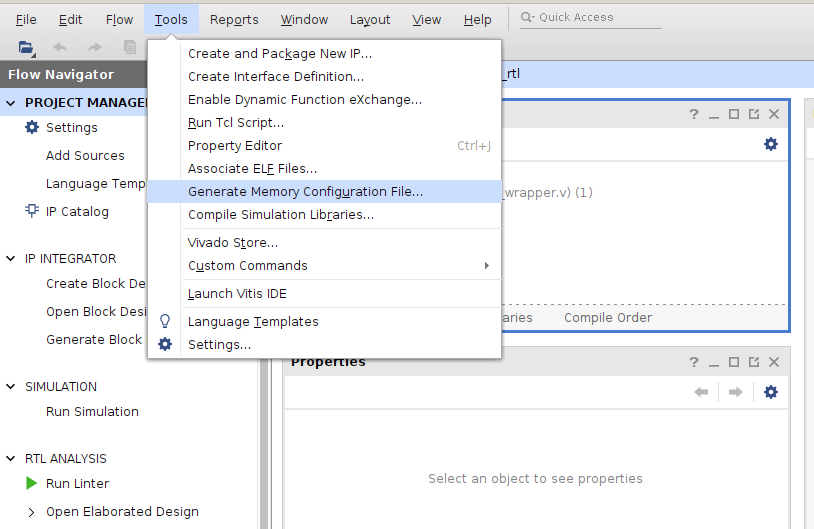 File Edit Flow Tools Reports Window Layout View Help Quick Access
Flow Navigator
_rtl
PROJECT MANAGE
Settings
Add Sources
Language Temp
IP Catalog
IP INTEGRATOR
Create Block De
Open Block Desi
Generate Block
SIMULATION
Run Simulation
RTL ANALYSIS
Run Linter
Open Elaborated Design
Create and Package New IP...
Create Interface Definition...
Enable Dynamic Function eXchange...
Run Tcl Script...
Property Editor Ctrl+J
Associate ELF Files...
Generate Memory Configuration File...
Compile Simulation Libraries...
Vivado Store...
Custom Commands
Launch Vitis IDE
Language Templates
Settings...
?
_wrapper.v) (1)
aries Compile Order
Properties ?
Select an object to see properties